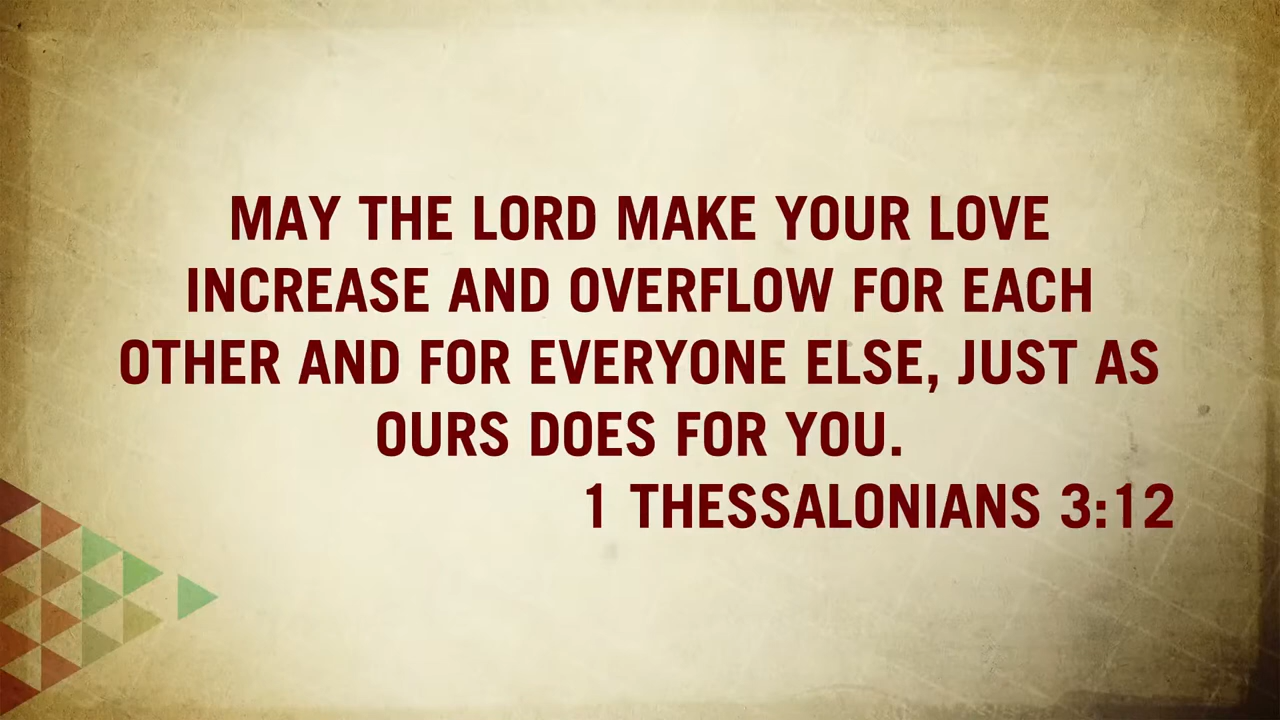 MAY THE LORD MAKE YOUR LOVE
INCREASE AND OVERFLOW FOR EACH
OTHER AND FOR EVERYONE ELSE, JUST AS
OURS DOES FOR YOU.
1 THESSALONIANS 3:12